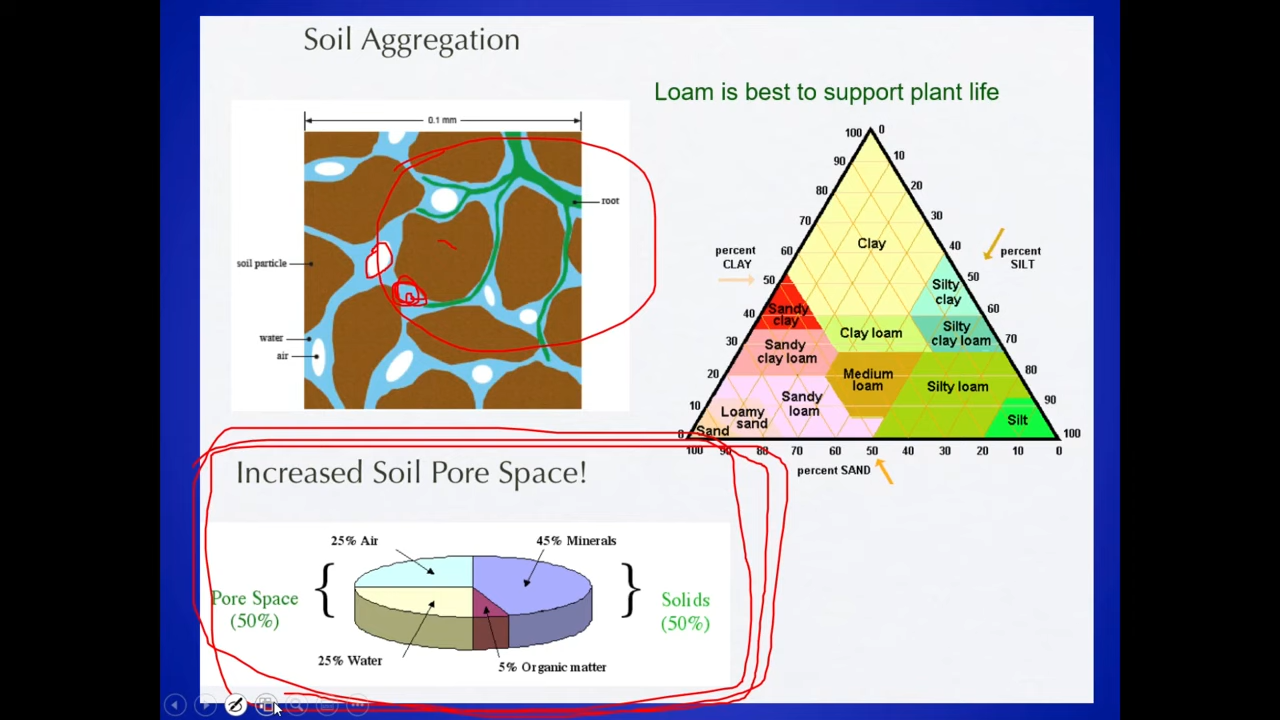 Soil Aggregation
Loam is best to support plant life
0.1 mm
root
soil particle
water
air
100
0
90
10
80
20
70
30
60
40
percent
CLAY
percent
SILT
50
50
40
60
30
70
20
80
10
90
0
100
Clay
Silty
clay
Sandy
clay
Clay loam
Silty
clay loam
Sandy
clay loam
Medium
loam
Silty loam
Sandy
loam
Loamy
sand
Sand
Silt
100 90 80 70 60 50 40 30 20 10 0
percent SAND
Increased Soil Pore Space!
25% Air
45% Minerals
Pore Space
(50%)
Solids
(50%)
25% Water
5% Organic matter